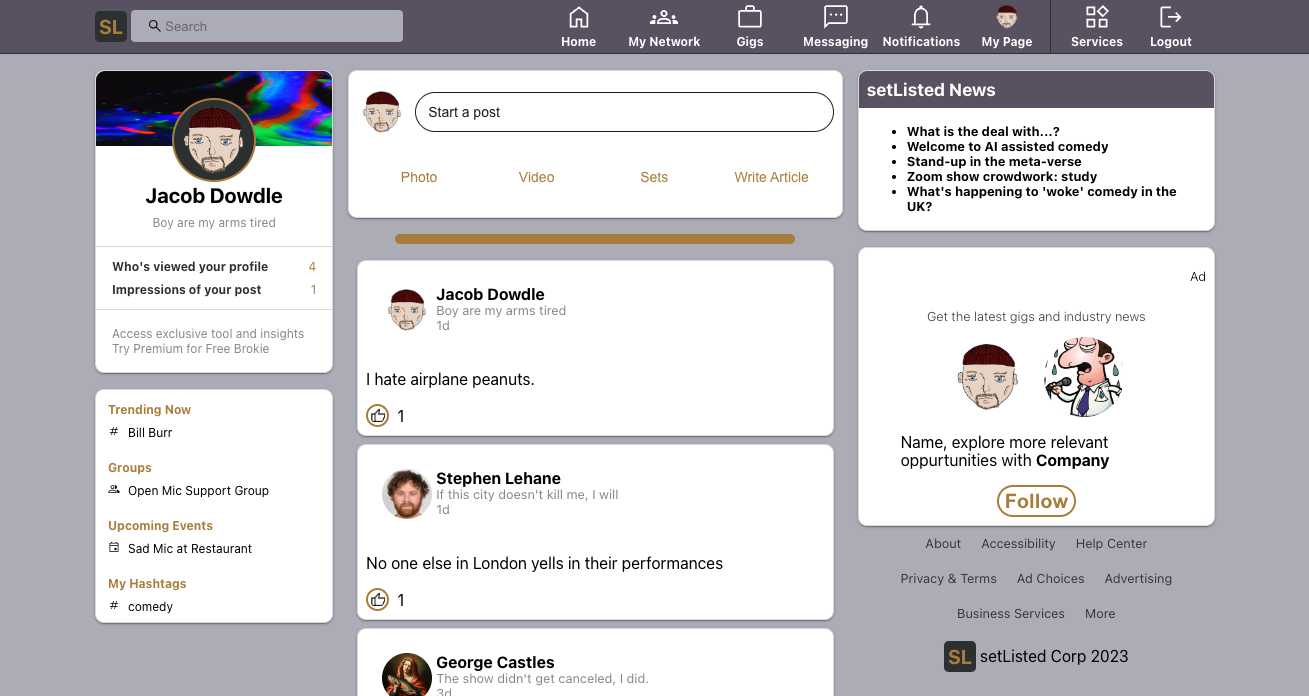 SL
Search
Home
My Network
Gigs
Messaging
Notifications
My Page
Services
Logout
Jacob Dowdle
Boy are my arms tired
Who's viewed your profile 4
Impressions of your post 1
Access exclusive tool and insights
Try Premium for Free Brokie
Trending Now
# Bill Burr
Groups
Open Mic Support Group
Upcoming Events
Sad Mic at Restaurant
My Hashtags
# comedy
Start a post
Photo
Video
Sets
Write Article
Jacob Dowdle
Boy are my arms tired
1d
I hate airplane peanuts.
1
Stephen Lehane
If this city doesn't kill me, I will
1d
No one else in London yells in their performances
1
George Castles
The show didn't get canceled, I did.
3d
setListed News
• What is the deal with...?
• Welcome to AI assisted comedy
• Stand-up in the meta-verse
• Zoom show crowdwork: study
• What's happening to 'woke' comedy in the
UK?
Ad
Get the latest gigs and industry news
Name, explore more relevant
oppurtunities with Company
Follow
About Accessibility Help Center
Privacy & Terms Ad Choices Advertising
Business Services More
SL setListed Corp 2023